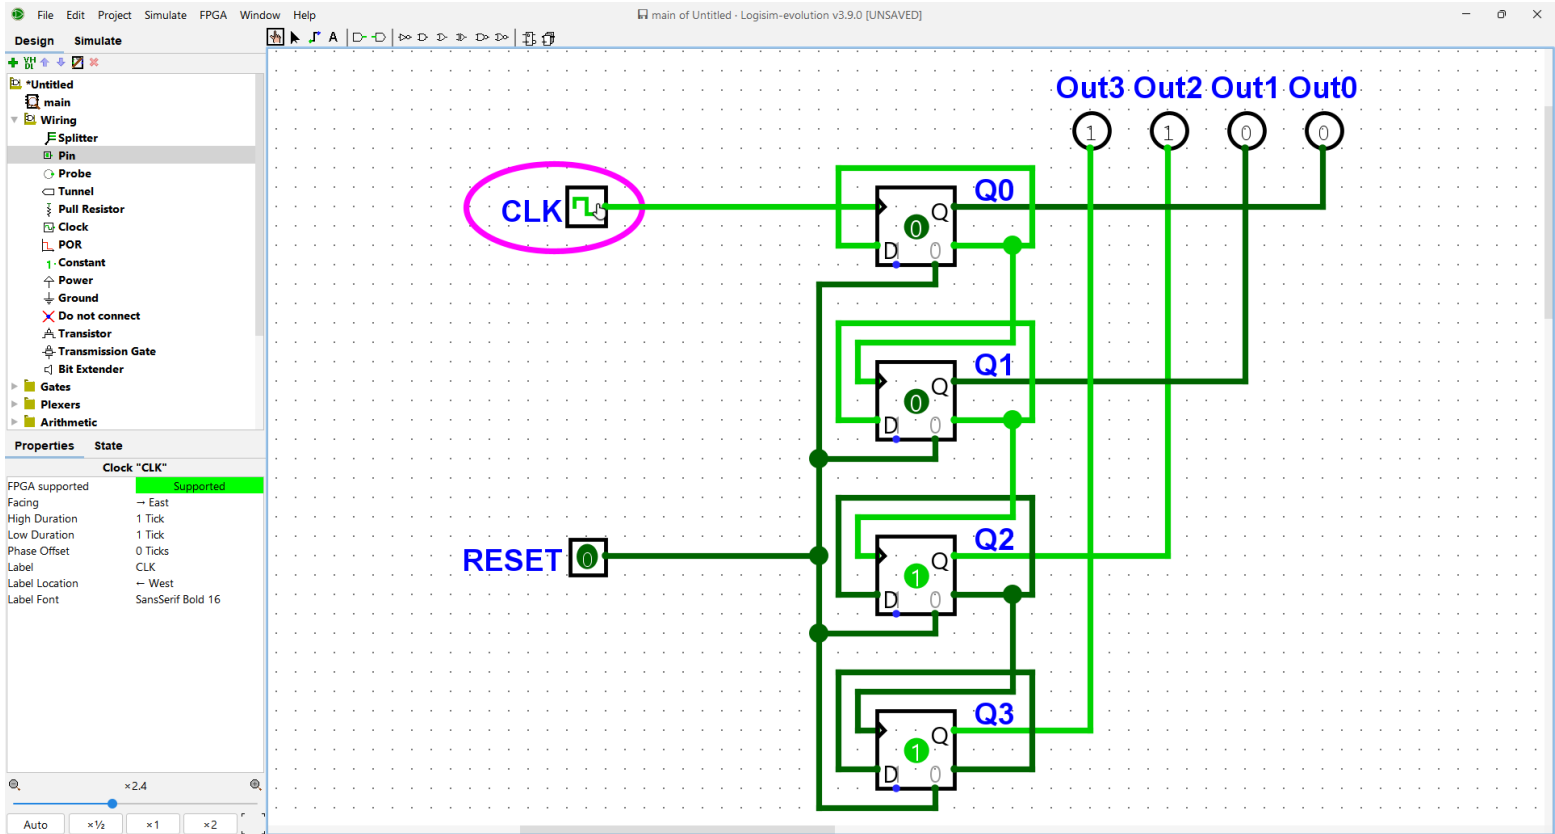 File Edit Project Simulate FPGA Window Help
main of Untitled · Logisim-evolution v3.9.0 [UNSAVED]
Design Simulate
A
VH
DL
*Untitled
main
Wiring
Splitter
Pin
Probe
Tunnel
Pull Resistor
Clock
POR
Constant
Power
Ground
Do not connect
Transistor
Transmission Gate
Bit Extender
Gates
Plexers
Arithmetic
Properties State
Clock "CLK"
FPGA supported Supported
Facing → East
High Duration 1 Tick
Low Duration 1 Tick
Phase Offset 0 Ticks
Label CLK
Label Location ← West
Label Font SansSerif Bold 16
×2.4
Auto ×½ ×1 ×2
Out3 Out2 Out1 Out0
1 1 0 0
CLK
Q0
Q
0
D 0
Q1
Q
0
D 0
RESET 0
Q2
Q
1
D 0
Q3
Q
1
D 0